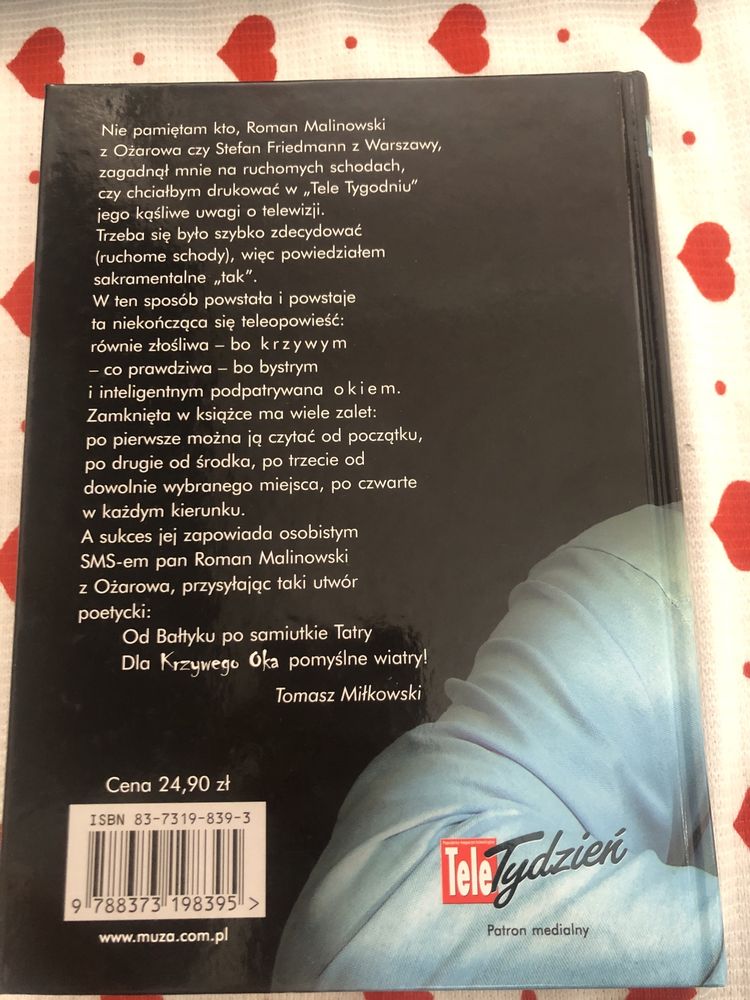 Nie pamiętam kto, Roman Malinowski
z Ożarowa czy Stefan Friedmann z Warszawy,
zagadnął mnie na ruchomych schodach,
czy chciałbym drukować w „Tele Tygodniu”
jego kąśliwe uwagi o telewizji.
Trzeba się było szybko zdecydować
(ruchome schody), więc powiedziałem
sakramentalne „tak”.
W ten sposób powstała i powstaje
ta niekończąca się teleopowieść:
równie złośliwa – bo k r z y w y m
– co prawdziwa – bo bystrym
i inteligentnym podpatrywana o k i e m.
Zamknięta w książce ma wiele zalet:
po pierwsze można ją czytać od początku,
po drugie od środka, po trzecie od
dowolnie wybranego miejsca, po czwarte
w każdym kierunku.
A sukces jej zapowiada osobistym
SMS-em pan Roman Malinowski
z Ożarowa, przysyłając taki utwór
poetycki:
Od Bałtyku po samiutkie Tatry
Dla Krzywego Oka pomyślne wiatry!
Tomasz Miłkowski
Cena 24,90 zł
ISBN 83-7319-839-3
9 788373 198395 >
www.muza.com.pl
Tele Tydzień
Patron medialny